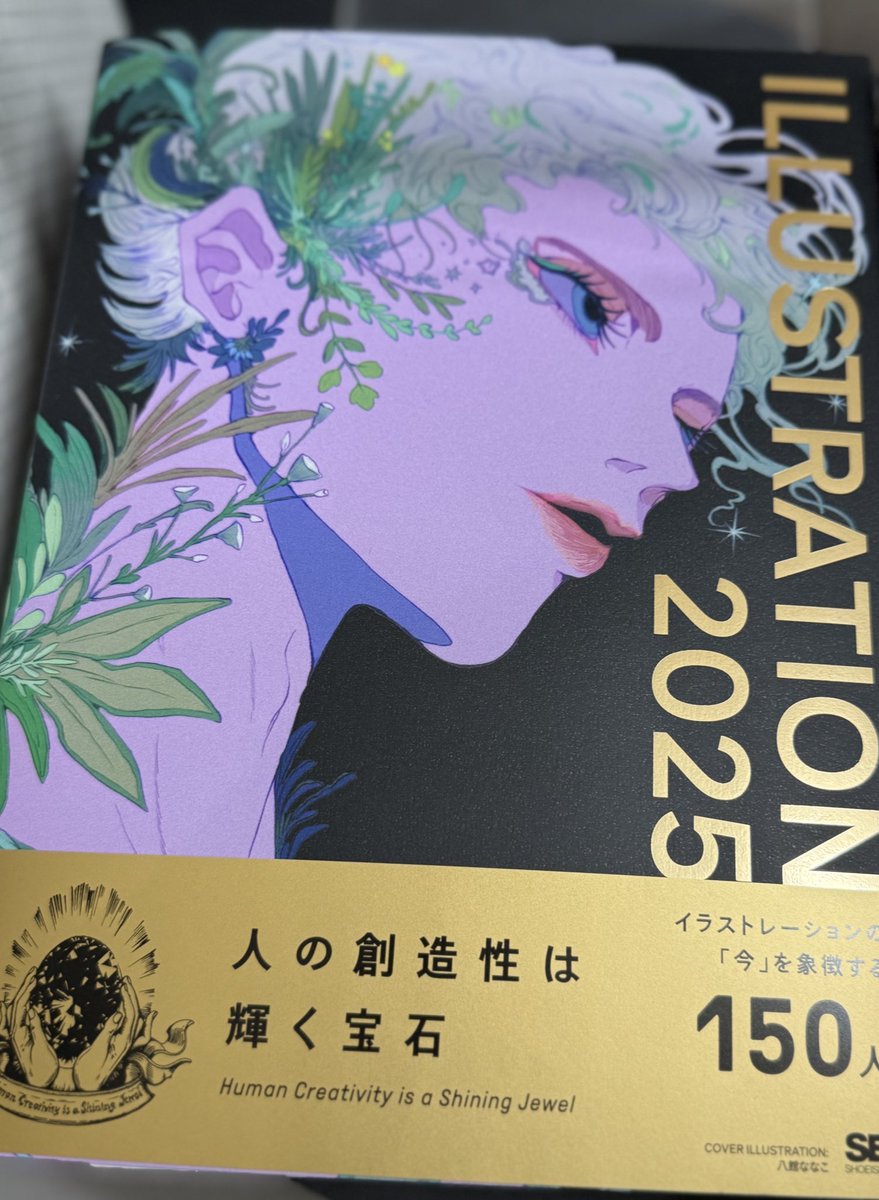 ILLUSTRATION
2025
人の創造性は
輝く宝石
Human Creativity is a Shining Jewel
イラストレーションの
「今」を象徴する
150人
COVER ILLUSTRATION:
八館ななこ
SE
SHOEIS
man Creativity is a Shining Jewel